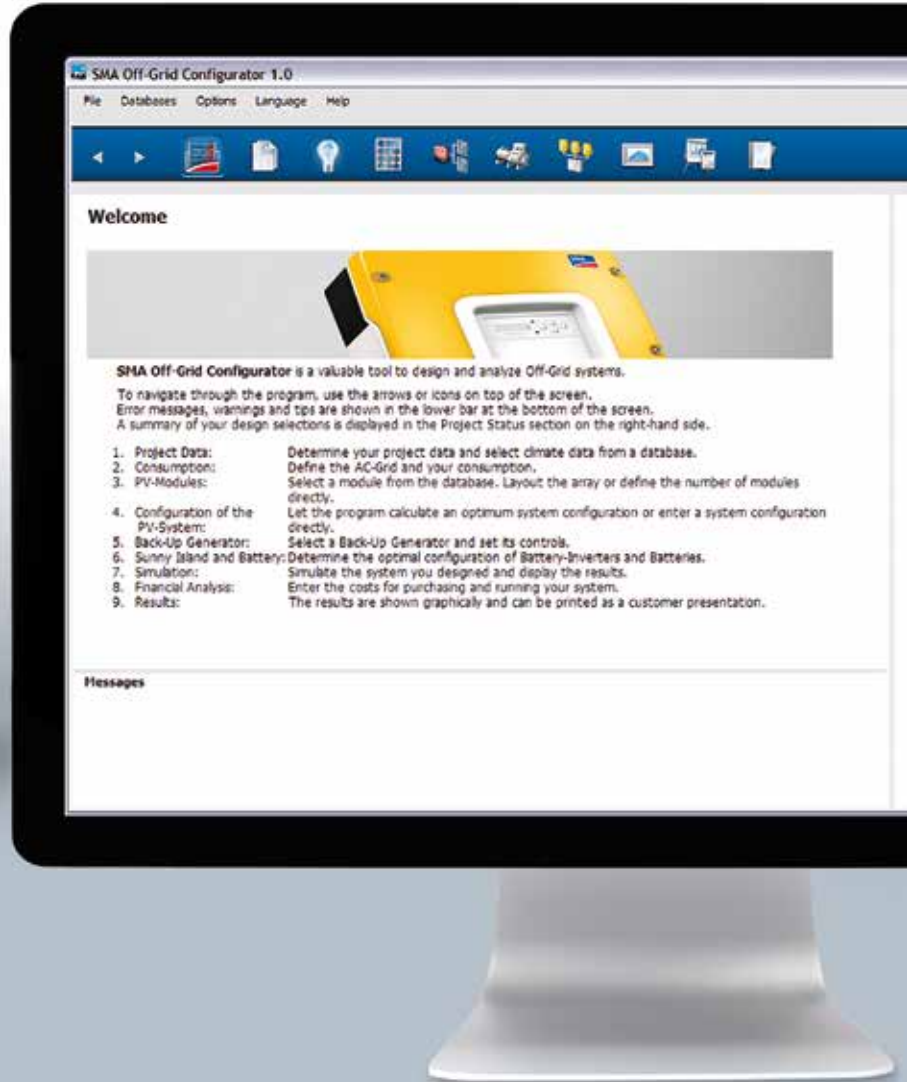 SMA Off-Grid Configurator 1.0
File Databases Options Language Help
Welcome
SMA Off-Grid Configurator is a valuable tool to design and analyze Off-Grid systems.
To navigate through the program, use the arrows or icons on top of the screen.
Error messages, warnings and tips are shown in the lower bar at the bottom of the screen.
A summary of your design selections is displayed in the Project Status section on the right-hand side.
1. Project Data: Determine your project data and select climate data from a database.
2. Consumption: Define the AC-Grid and your consumption.
3. PV-Modules: Select a module from the database. Layout the array or define the number of modules
directly.
4. Configuration of the Let the program calculate an optimum system configuration or enter a system configuration
PV-System: directly.
5. Back-Up Generator: Select a Back-Up Generator and set its controls.
6. Sunny Island and Battery: Determine the optimal configuration of Battery-Inverters and Batteries.
7. Simulation: Simulate the system you designed and display the results.
8. Financial Analysis: Enter the costs for purchasing and running your system.
9. Results: The results are shown graphically and can be printed as a customer presentation.
Messages